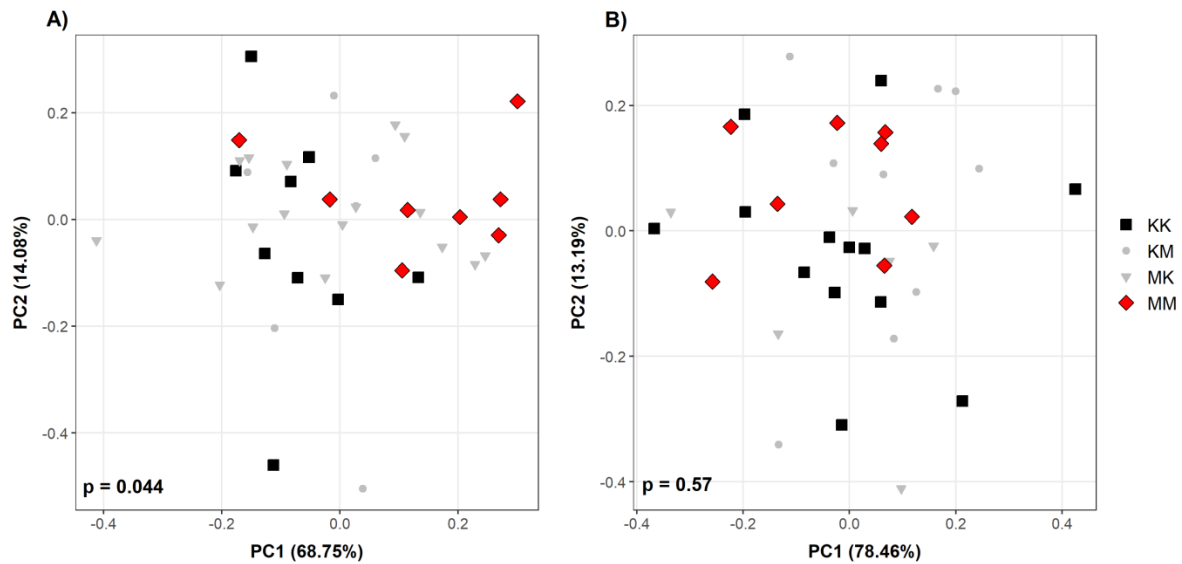 A)
B)
0.2
0.0
-0.2
-0.4
PC2 (14.08%)
p = 0.044
-0.4
-0.2
0.0
0.2
PC1 (68.75%)
0.2
0.0
-0.2
-0.4
PC2 (13.19%)
p = 0.57
-0.4
-0.2
0.0
0.2
0.4
PC1 (78.46%)
KK
KM
MK
MM